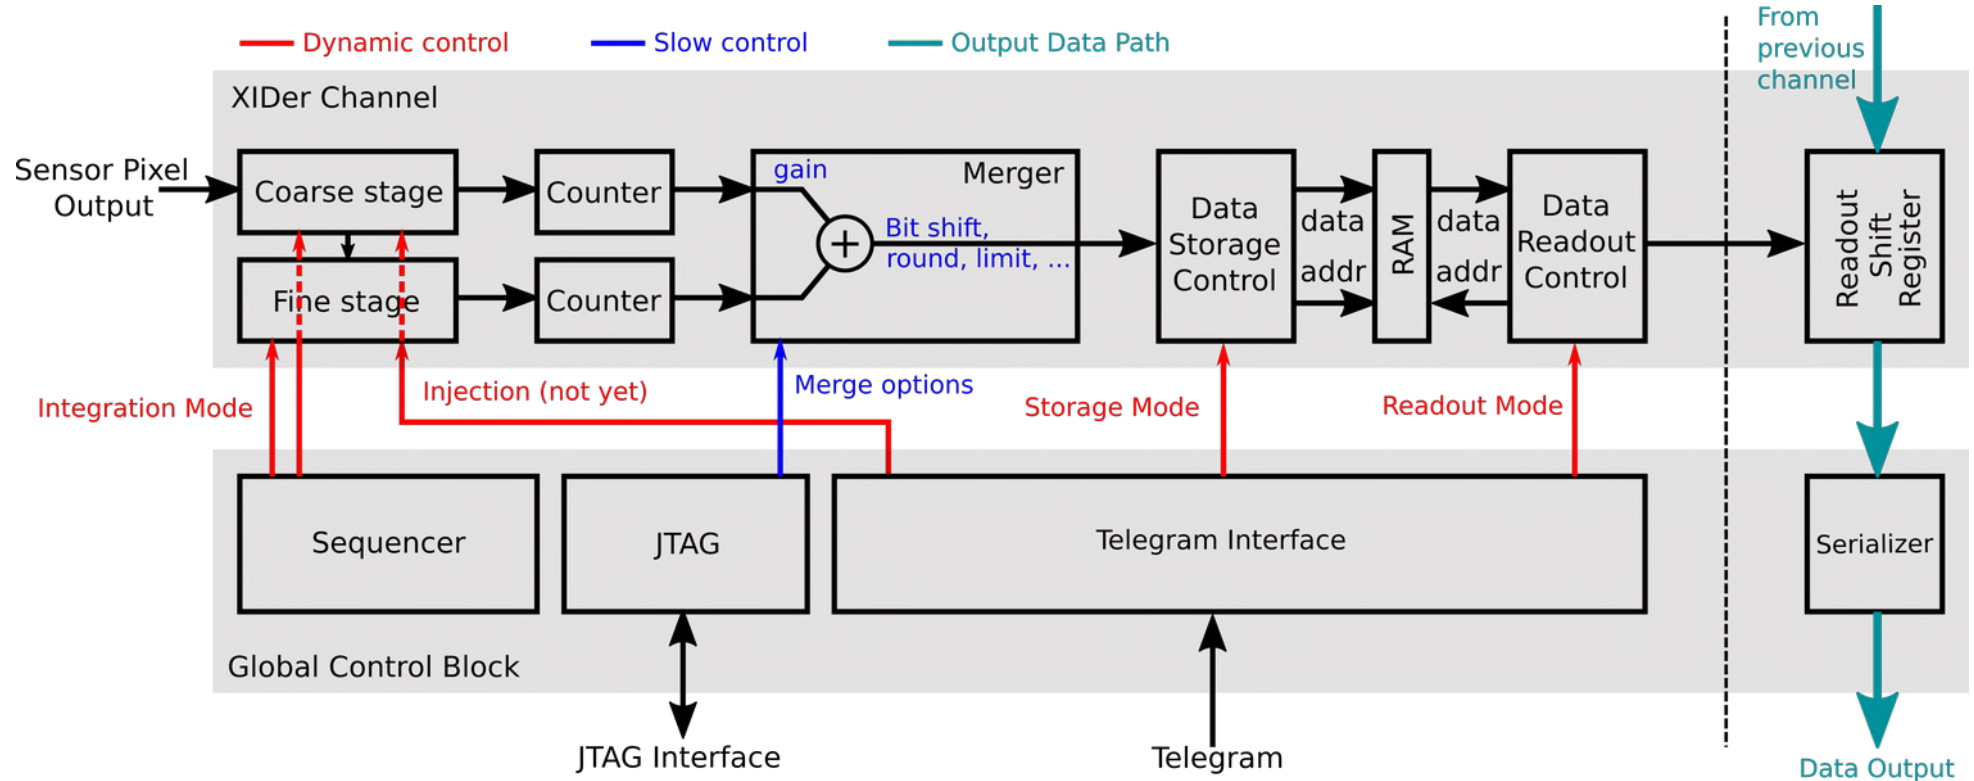 Dynamic control
Slow control
Output Data Path
From
previous
channel
XIDer Channel
Sensor Pixel
Output
Coarse stage
Counter
gain
Merger
Bit shift,
round, limit, ...
Fine stage
Counter
Data
Storage
Control
data
addr
RAM
data
addr
Data
Readout
Control
Readout
Shift
Register
Integration Mode
Injection (not yet)
Merge options
Storage Mode
Readout Mode
Sequencer
JTAG
Telegram Interface
Serializer
Global Control Block
JTAG Interface
Telegram
Data Output